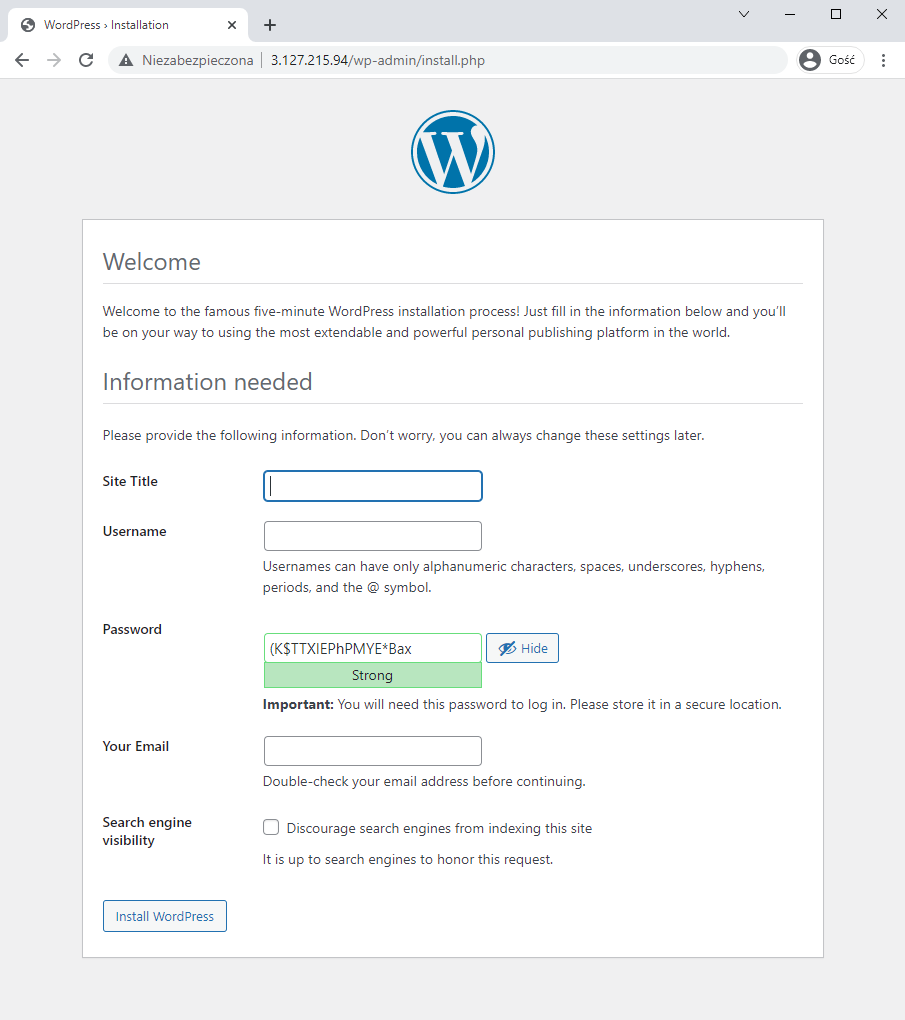 WordPress › Installation
Niezabezpieczona
3.127.215.94/wp-admin/install.php
Gość
Welcome
Welcome to the famous five-minute WordPress installation process! Just fill in the information below and you’ll
be on your way to using the most extendable and powerful personal publishing platform in the world.
Information needed
Please provide the following information. Don’t worry, you can always change these settings later.
Site Title
Username
Usernames can have only alphanumeric characters, spaces, underscores, hyphens,
periods, and the @ symbol.
Password
(K$TTXIEPhPMYE*Bax
Hide
Strong
Important: You will need this password to log in. Please store it in a secure location.
Your Email
Double-check your email address before continuing.
Search engine
visibility
Discourage search engines from indexing this site
It is up to search engines to honor this request.
Install WordPress